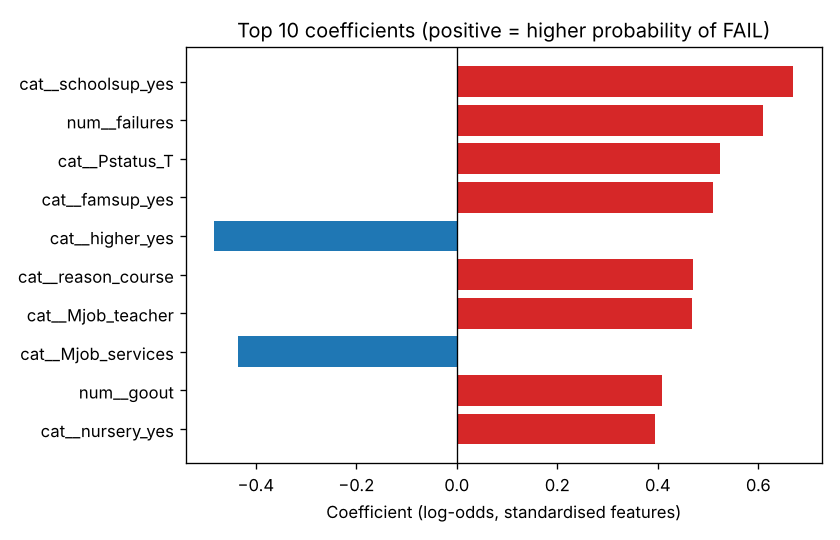 Top 10 coefficients (positive = higher probability of FAIL)
cat__schoolsup_yes
num__failures
cat__Pstatus_T
cat__famsup_yes
cat__higher_yes
cat__reason_course
cat__Mjob_teacher
cat__Mjob_services
num__goout
cat__nursery_yes
−0.4 −0.2 0.0 0.2 0.4 0.6
Coefficient (log-odds, standardised features)